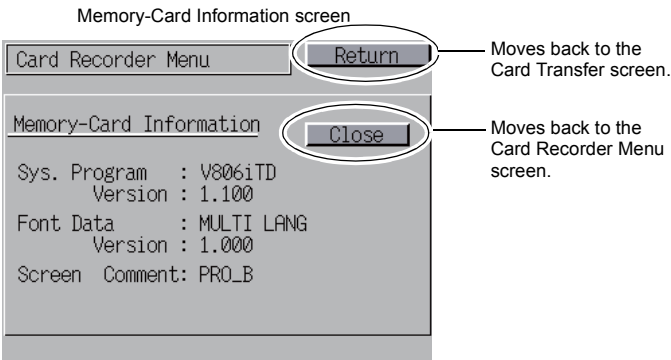 Memory-Card Information screen
Card Recorder Menu
Return
Moves back to the
Card Transfer screen.
Memory-Card Information
Close
Moves back to the
Card Recorder Menu
screen.
Sys. Program : V806iTD
Version : 1.100
Font Data : MULTI LANG
Version : 1.000
Screen Comment: PRO_B